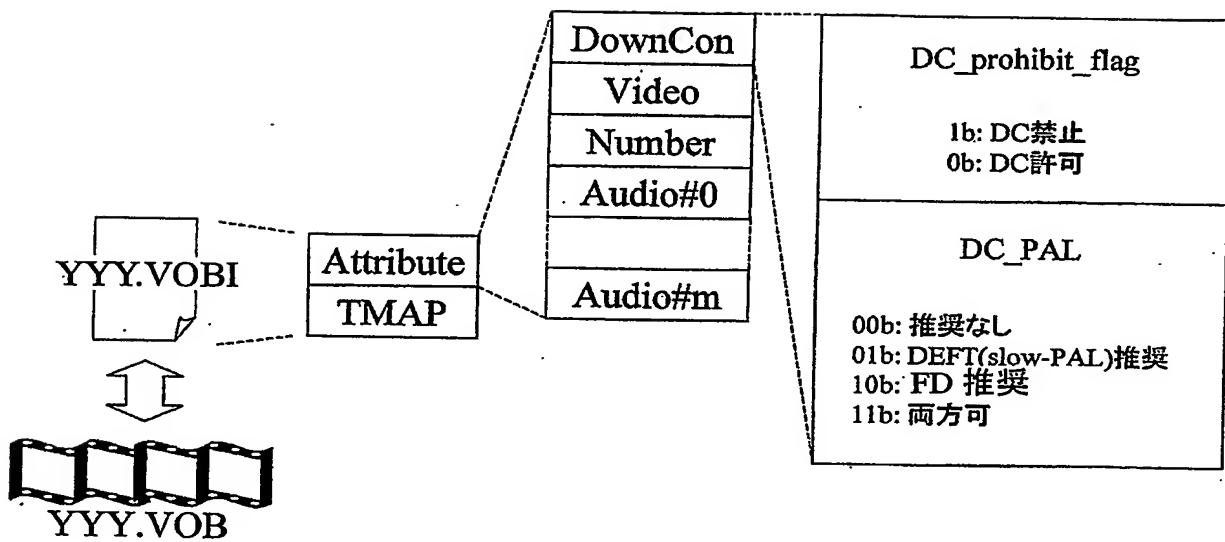 YYY.VOBI
YYY.VOB
Attribute
TMAP
DownCon
Video
Number
Audio#0
Audio#m
DC_prohibit_flag
1b: DC禁止
0b: DC許可
DC_PAL
00b: 推奨なし
01b: DEFT(slow-PAL)推奨
10b: FD 推奨
11b: 両方可